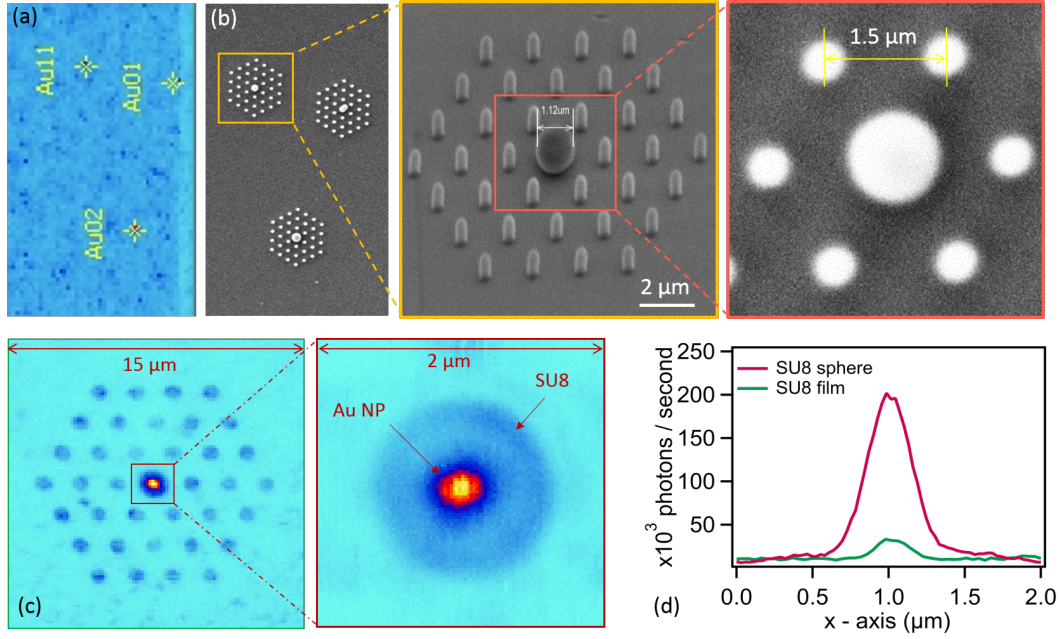 (a)
Au11
Au01
Au02
(b)
1.12um
2 µm
1.5 µm
15 µm
(c)
2 µm
SU8
Au NP
x10³ photons / second
250
200
150
100
50
SU8 sphere
SU8 film
0.0
0.5
1.0
1.5
2.0
x - axis (µm)
(d)